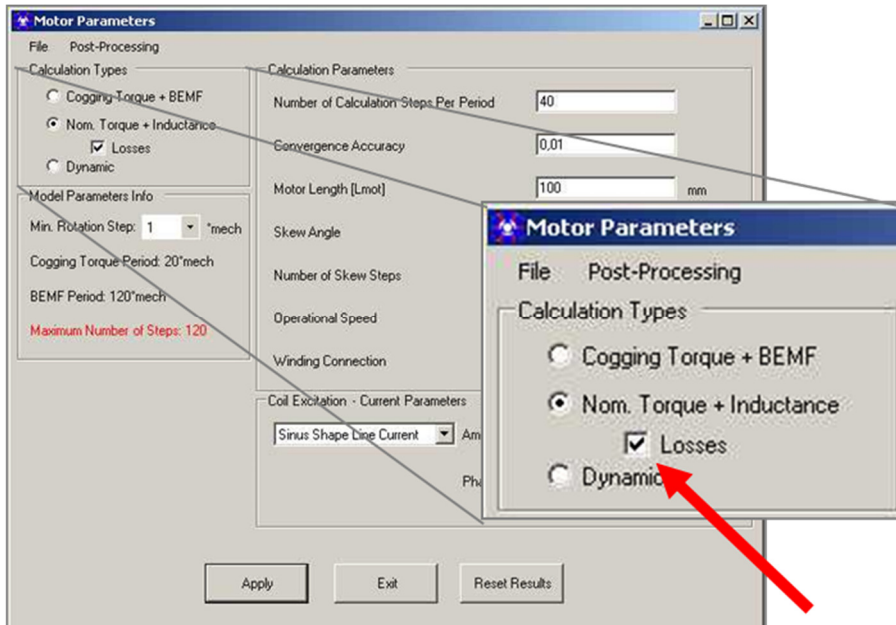 Motor Parameters
File Post-Processing
Calculation Types
Cogging Torque + BEMF
Nom. Torque + Inductance
Losses
Dynamic
Model Parameters Info
Min. Rotation Step: 1 °mech
Cogging Torque Period: 20°mech
BEMF Period: 120°mech
Maximum Number of Steps: 120
Calculation Parameters
Number of Calculation Steps Per Period 40
Convergence Accuracy 0,01
Motor Length [Lmot] 100 mm
Skew Angle
Number of Skew Steps
Operational Speed
Winding Connection
Coil Excitation - Current Parameters
Sinus Shape Line Current Am
Pha
Apply Exit Reset Results
Motor Parameters
File Post-Processing
Calculation Types
Cogging Torque + BEMF
Nom. Torque + Inductance
Losses
Dynamic